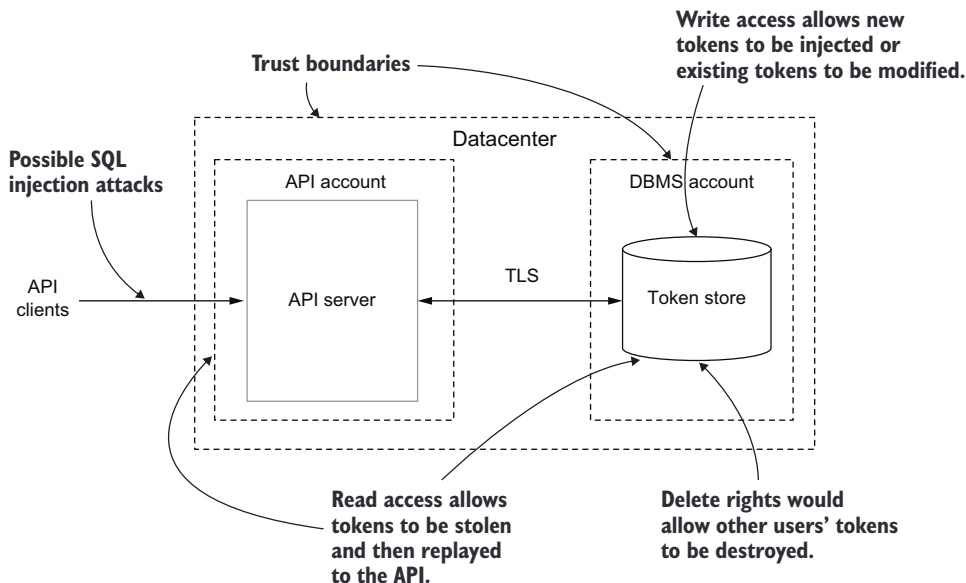 Write access allows new
tokens to be injected or
existing tokens to be modified.
Trust boundaries
Datacenter
Possible SQL
injection attacks
API account
DBMS account
API
clients
API server
TLS
Token store
Read access allows
tokens to be stolen
and then replayed
to the API.
Delete rights would
allow other users’ tokens
to be destroyed.